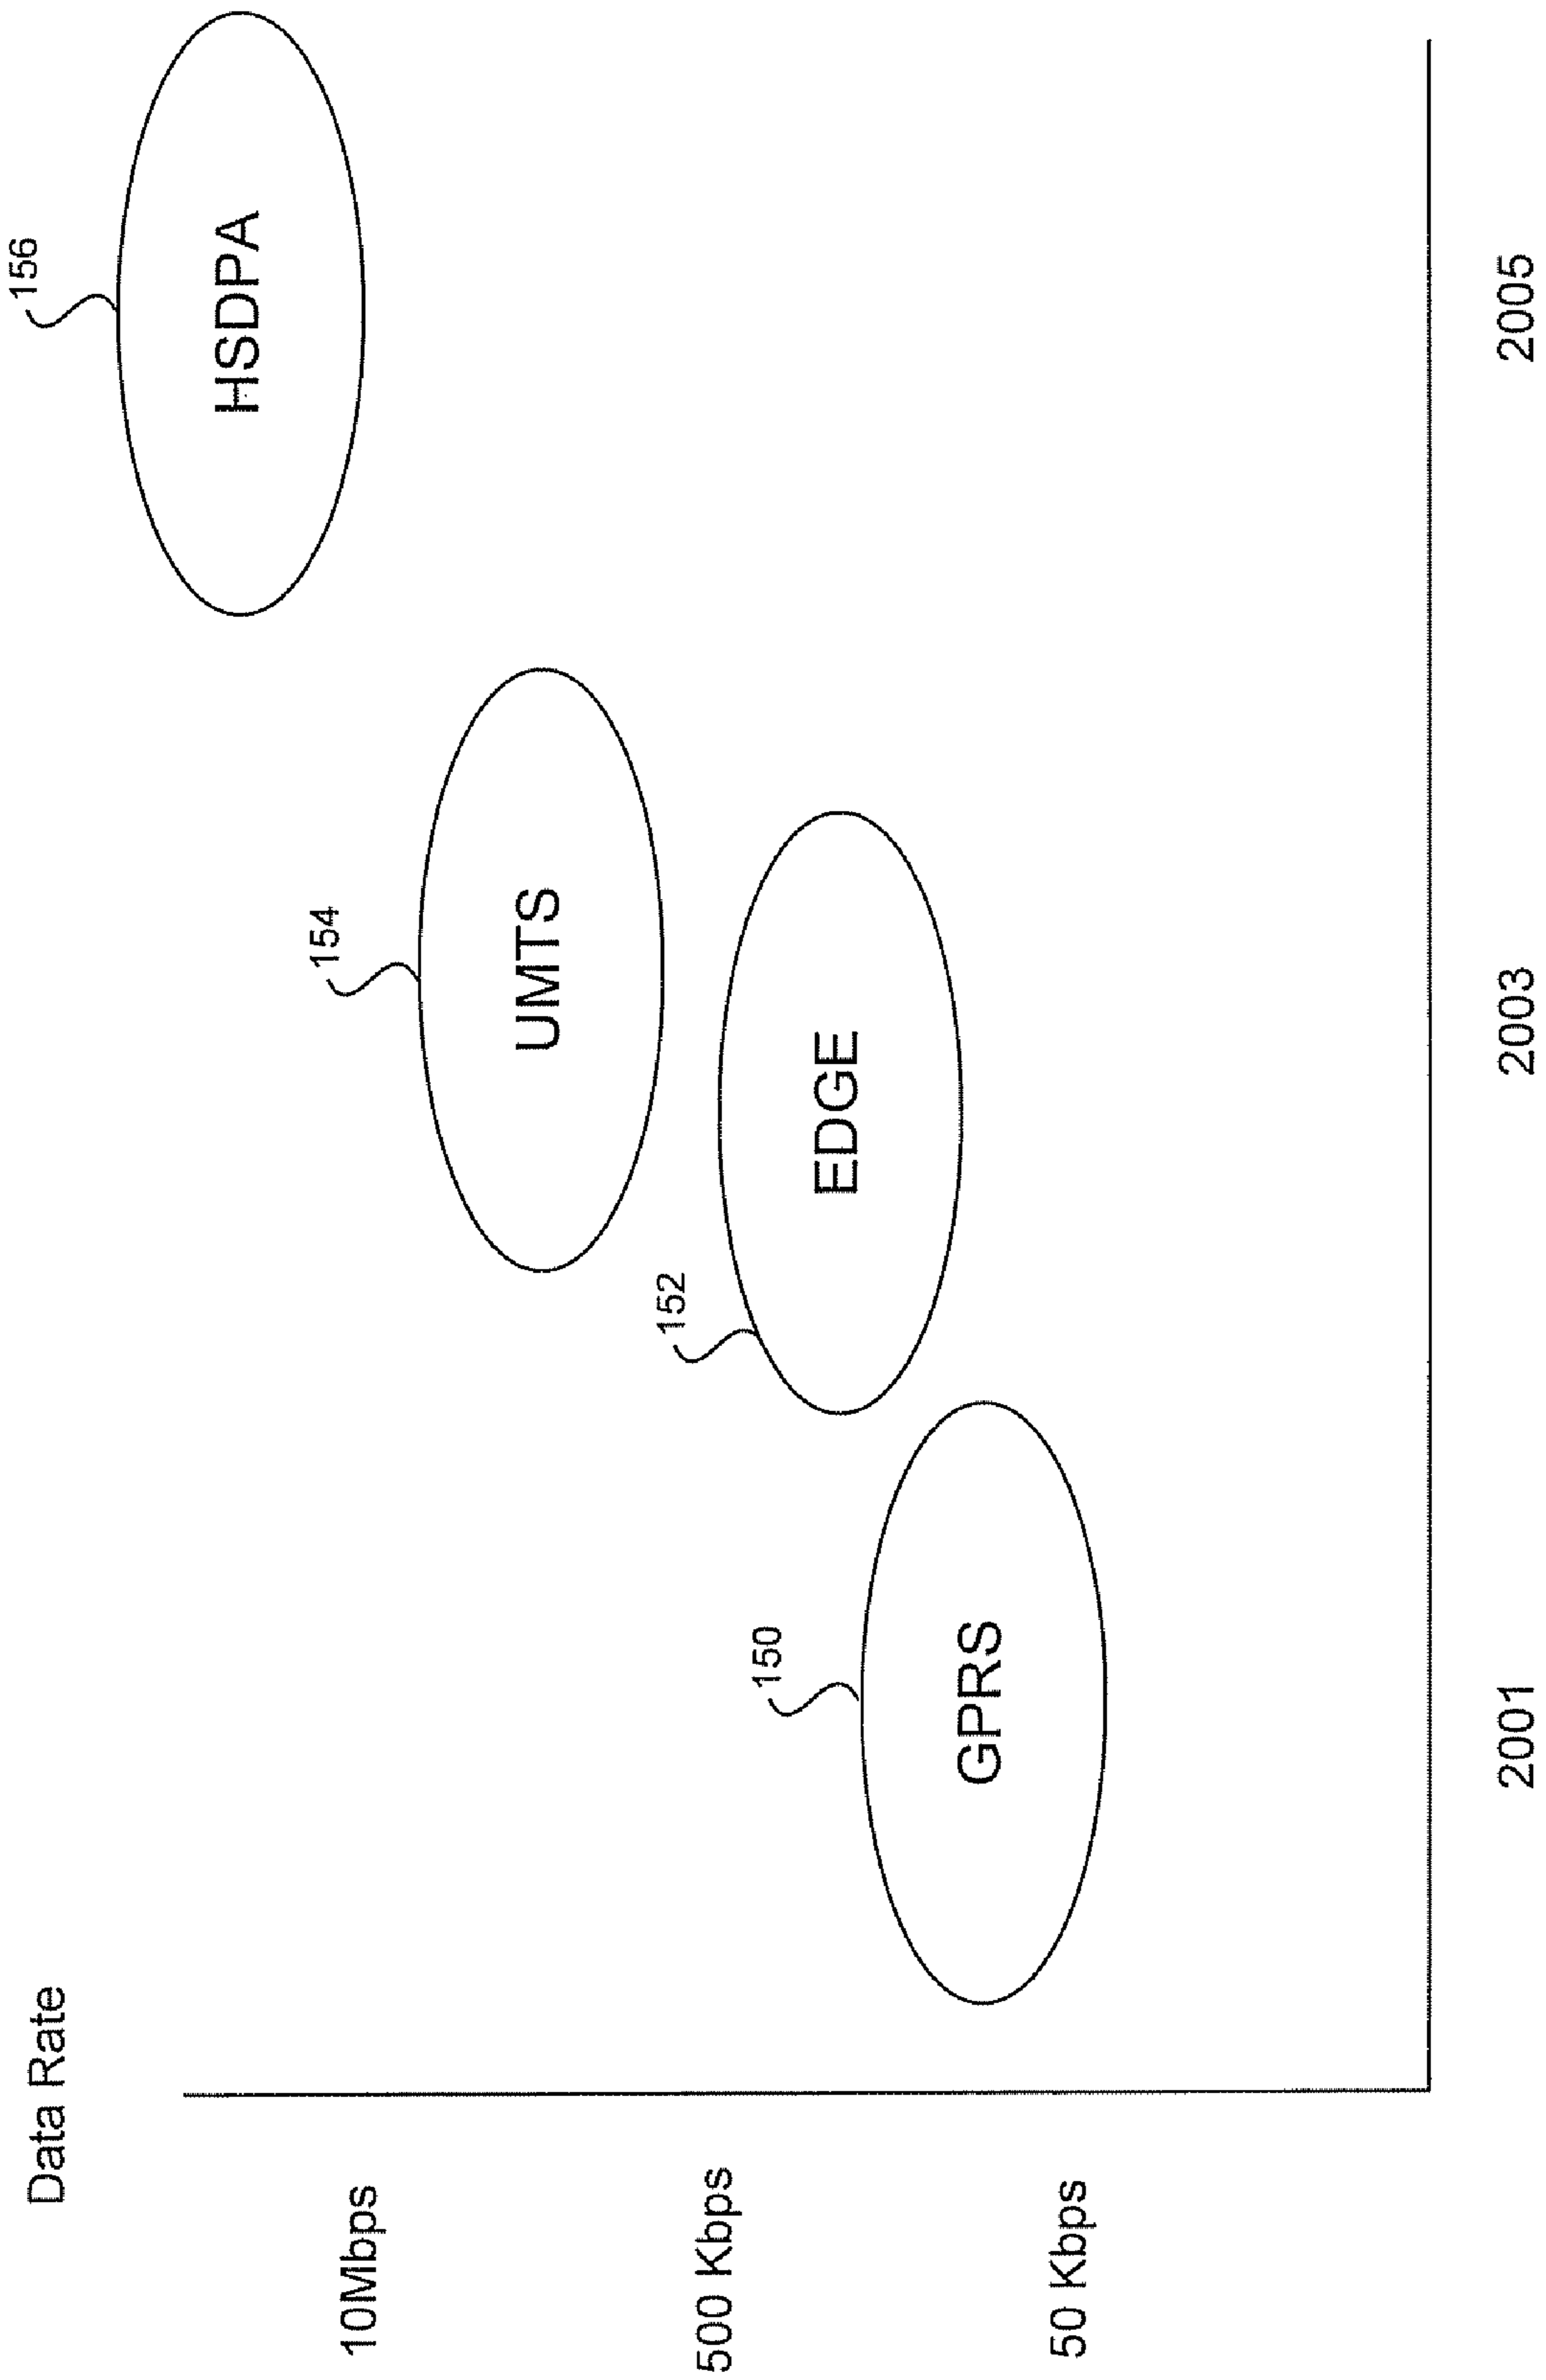 Data Rate
156
HSDPA
154
10Mbps
UMTS
152
500 Kbps
EDGE
150
GPRS
50 Kbps
2001
2003
2005